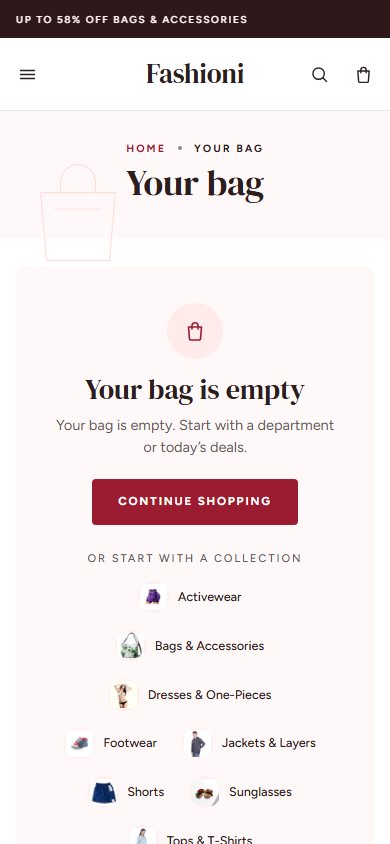 UP TO 58% OFF BAGS & ACCESSORIES
Fashioni
HOME • YOUR BAG
Your bag
Your bag is empty
Your bag is empty. Start with a department
or today's deals.
CONTINUE SHOPPING
OR START WITH A COLLECTION
Activewear
Bags & Accessories
Dresses & One-Pieces
Footwear
Jackets & Layers
Shorts
Sunglasses
Tops & T-Shirts